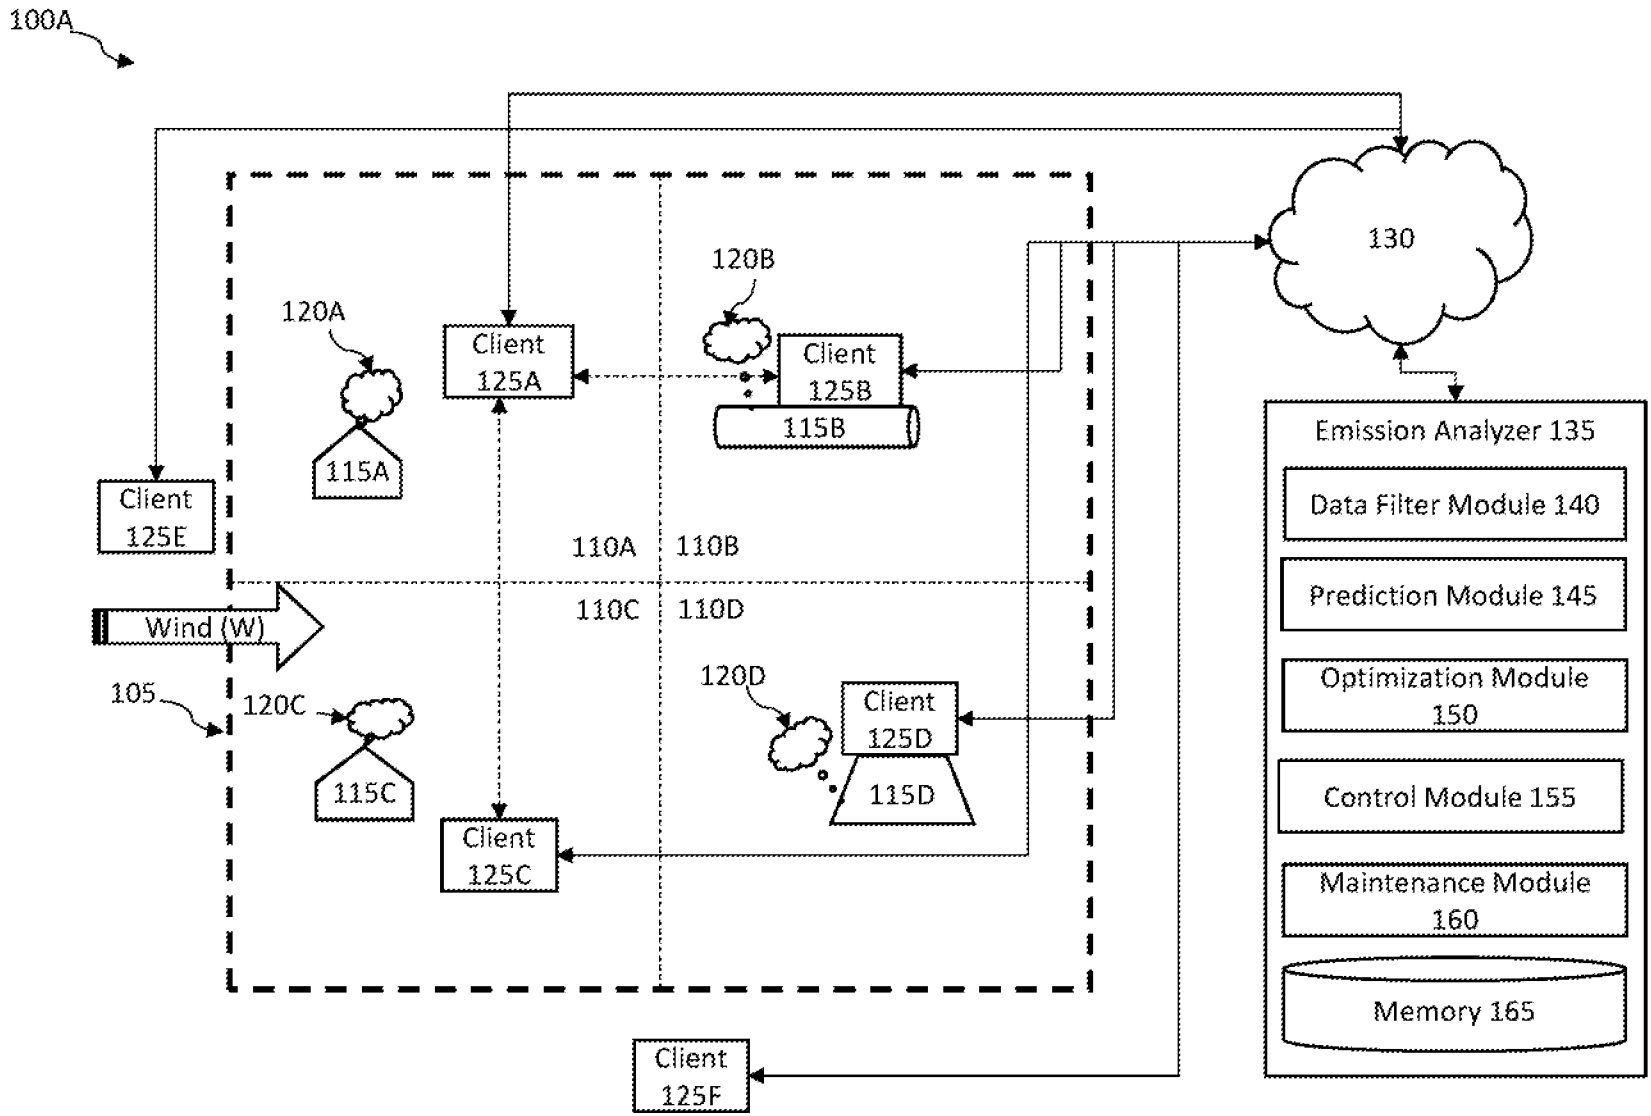 100A
130
120B
120A
Client
125A
Client
125B
115B
115A
Client
125E
110A
110B
110C
110D
Wind (W)
105
120C
120D
Client
125D
115C
115D
Client
125C
Client
125F
Emission Analyzer 135
Data Filter Module 140
Prediction Module 145
Optimization Module
150
Control Module 155
Maintenance Module
160
Memory 165